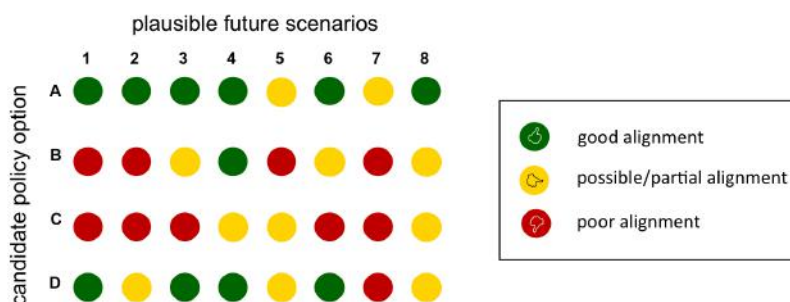 plausible future scenarios
1 2 3 4 5 6 7 8
candidate policy option
A
B
C
D
good alignment
possible/partial alignment
poor alignment